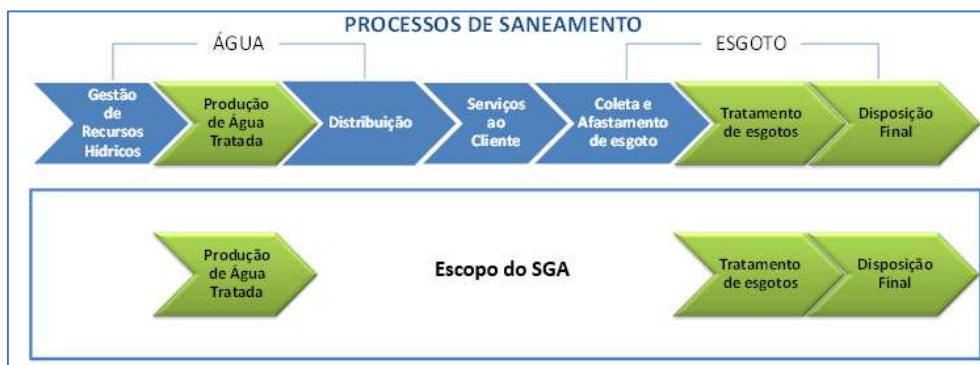 PROCESSOS DE SANEAMENTO
ÁGUA
ESGOTO
Gestão
de
Recursos
Hídricos
Produção
de Água
Tratada
Distribuição
Serviços
ao
Cliente
Coleta e
Afastamento
de esgoto
Tratamento
de esgotos
Disposição
Final
Produção
de Água
Tratada
Escopo do SGA
Tratamento
de esgotos
Disposição
Final